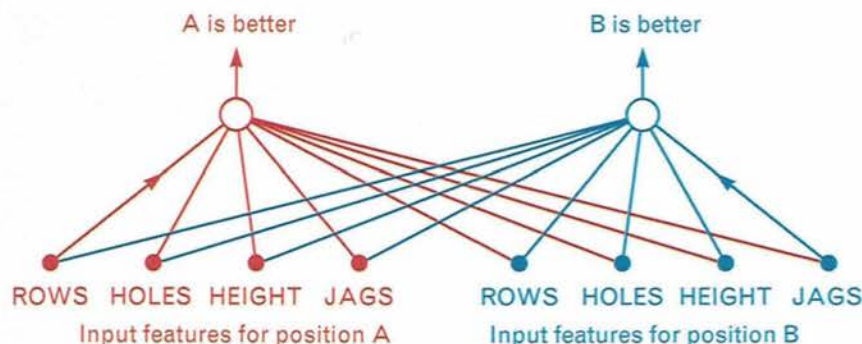 A is better B is better
ROWS HOLES HEIGHT JAGS ROWS HOLES HEIGHT JAGS
Input features for position A Input features for position B